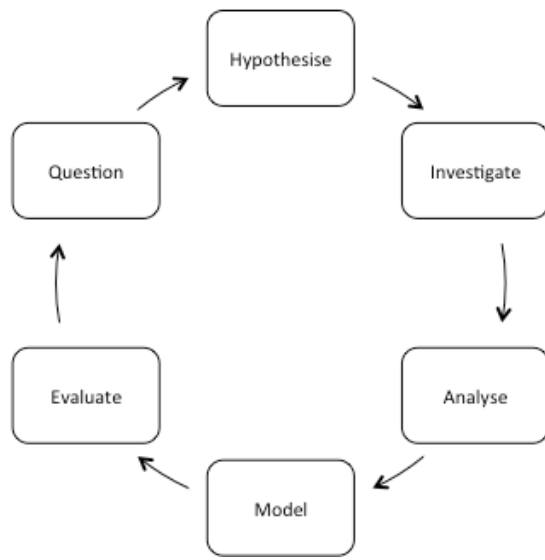 Hypothesise
Question
Investigate
Evaluate
Analyse
Model